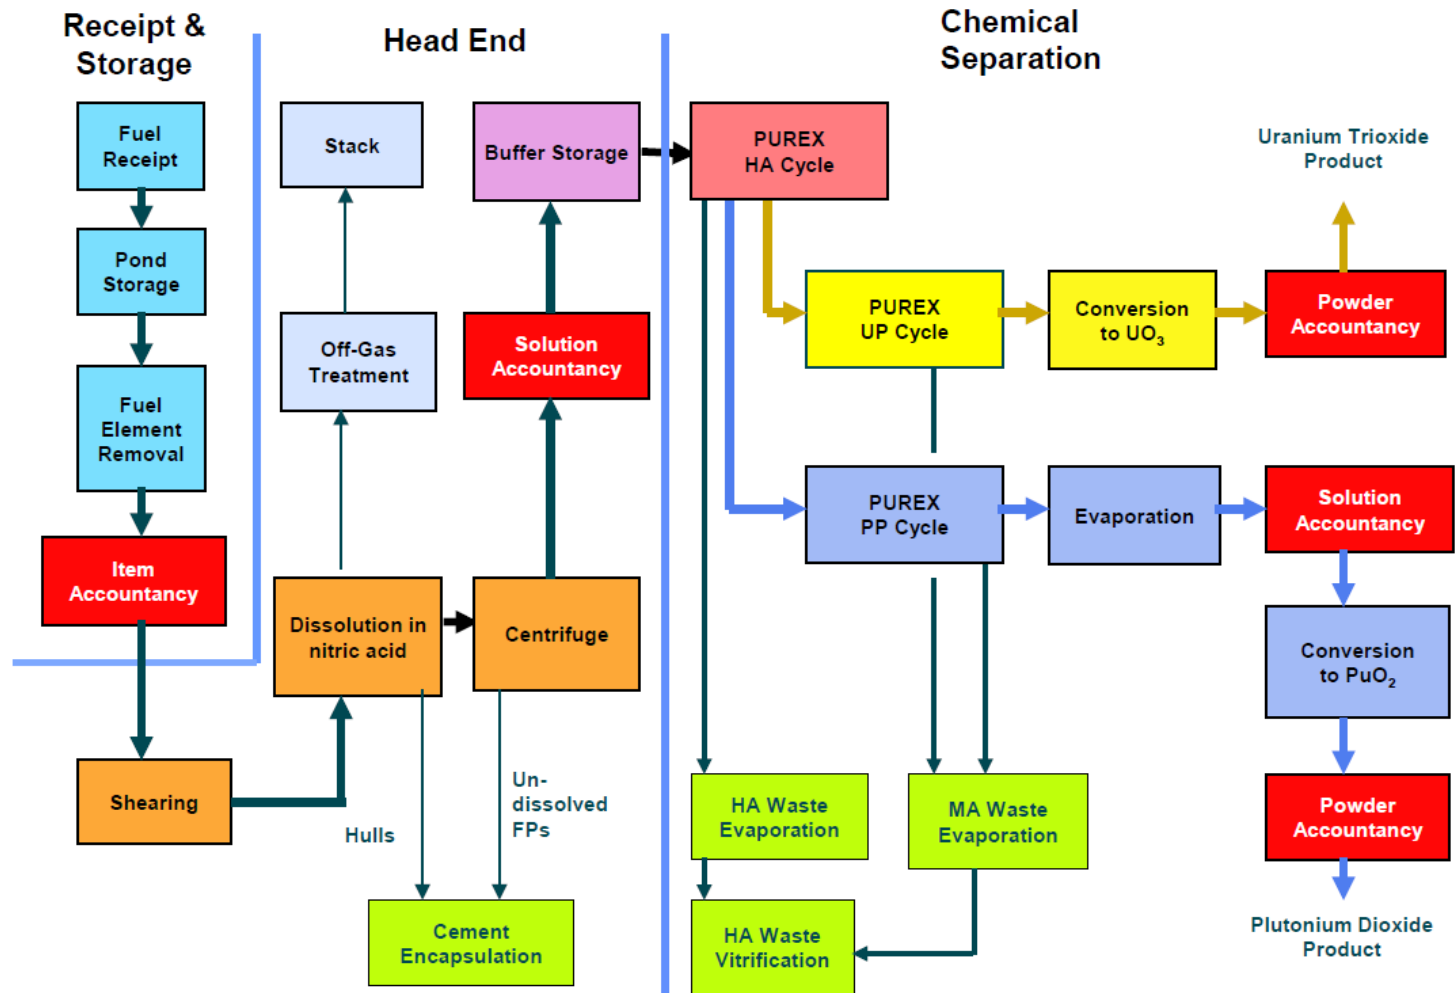 Receipt &
Storage
Fuel
Receipt
Pond
Storage
Fuel
Element
Removal
Item
Accountancy
Shearing
Head End
Stack
Off-Gas
Treatment
Dissolution in
nitric acid
Buffer Storage
Solution
Accountancy
Centrifuge
Hulls
Un-
dissolved
FPs
Cement
Encapsulation
Chemical
Separation
PUREX
HA Cycle
PUREX
UP Cycle
Conversion
to UO₃
Powder
Accountancy
Uranium Trioxide
Product
PUREX
PP Cycle
Evaporation
Solution
Accountancy
Conversion
to PuO₂
Powder
Accountancy
Plutonium Dioxide
Product
HA Waste
Evaporation
MA Waste
Evaporation
HA Waste
Vitrification